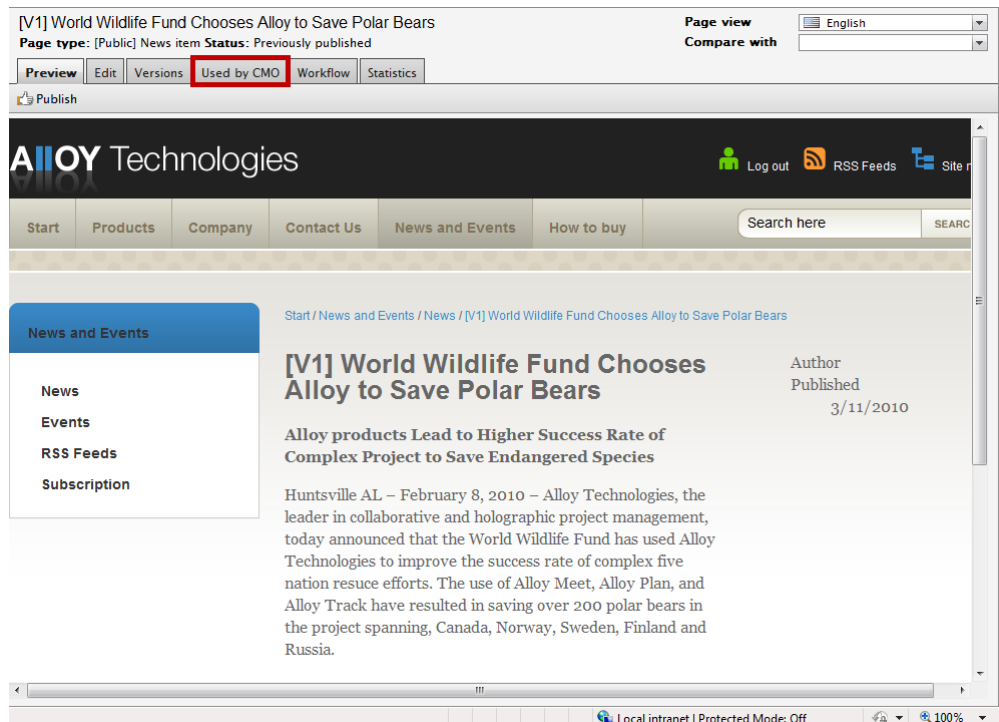 [V1] World Wildlife Fund Chooses Alloy to Save Polar Bears
Page type: [Public] News item Status: Previously published
Page view English
Compare with
Preview Edit Versions Used by CMO Workflow Statistics
Publish
AllOY Technologies
Log out RSS Feeds Site
Start Products Company Contact Us News and Events How to buy Search here SEARC
Start / News and Events / News / [V1] World Wildlife Fund Chooses Alloy to Save Polar Bears
News and Events
News
Events
RSS Feeds
Subscription
[V1] World Wildlife Fund Chooses
Alloy to Save Polar Bears
Alloy products Lead to Higher Success Rate of
Complex Project to Save Endangered Species
Huntsville AL – February 8, 2010 – Alloy Technologies, the
leader in collaborative and holographic project management,
today announced that the World Wildlife Fund has used Alloy
Technologies to improve the success rate of complex five
nation resuce efforts. The use of Alloy Meet, Alloy Plan, and
Alloy Track have resulted in saving over 200 polar bears in
the project spanning, Canada, Norway, Sweden, Finland and
Russia.
Author
Published
3/11/2010
Local intranet | Protected Mode: Off 100%